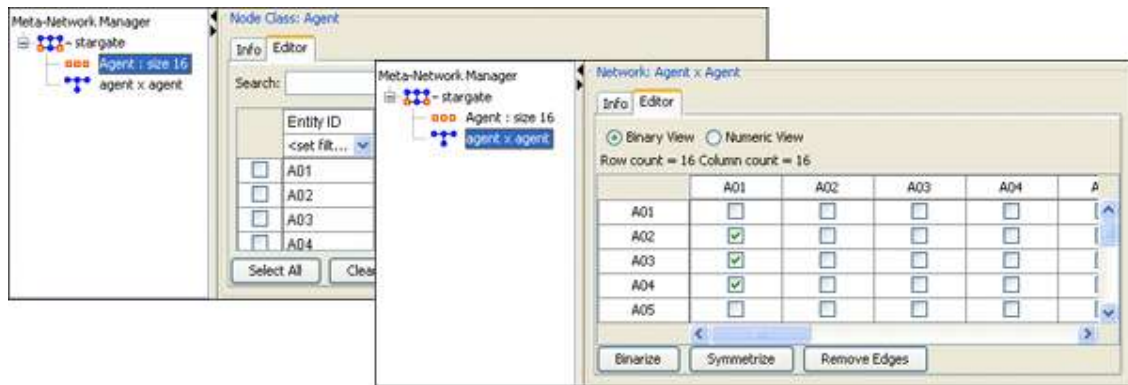 Meta-Network Manager
stargate
Agent : size 16
agent x agent
Node Class: Agent
Info Editor
Search:
Entity ID
<set filt...
A01
A02
A03
A04
Select All Clea
Meta-Network Manager
stargate
Agent : size 16
agent x agent
Network: Agent x Agent
Info Editor
Binary View Numeric View
Row count = 16 Column count = 16
A01 A02 A03 A04 A
A01
A02
A03
A04
A05
Binarize Symmetrize Remove Edges